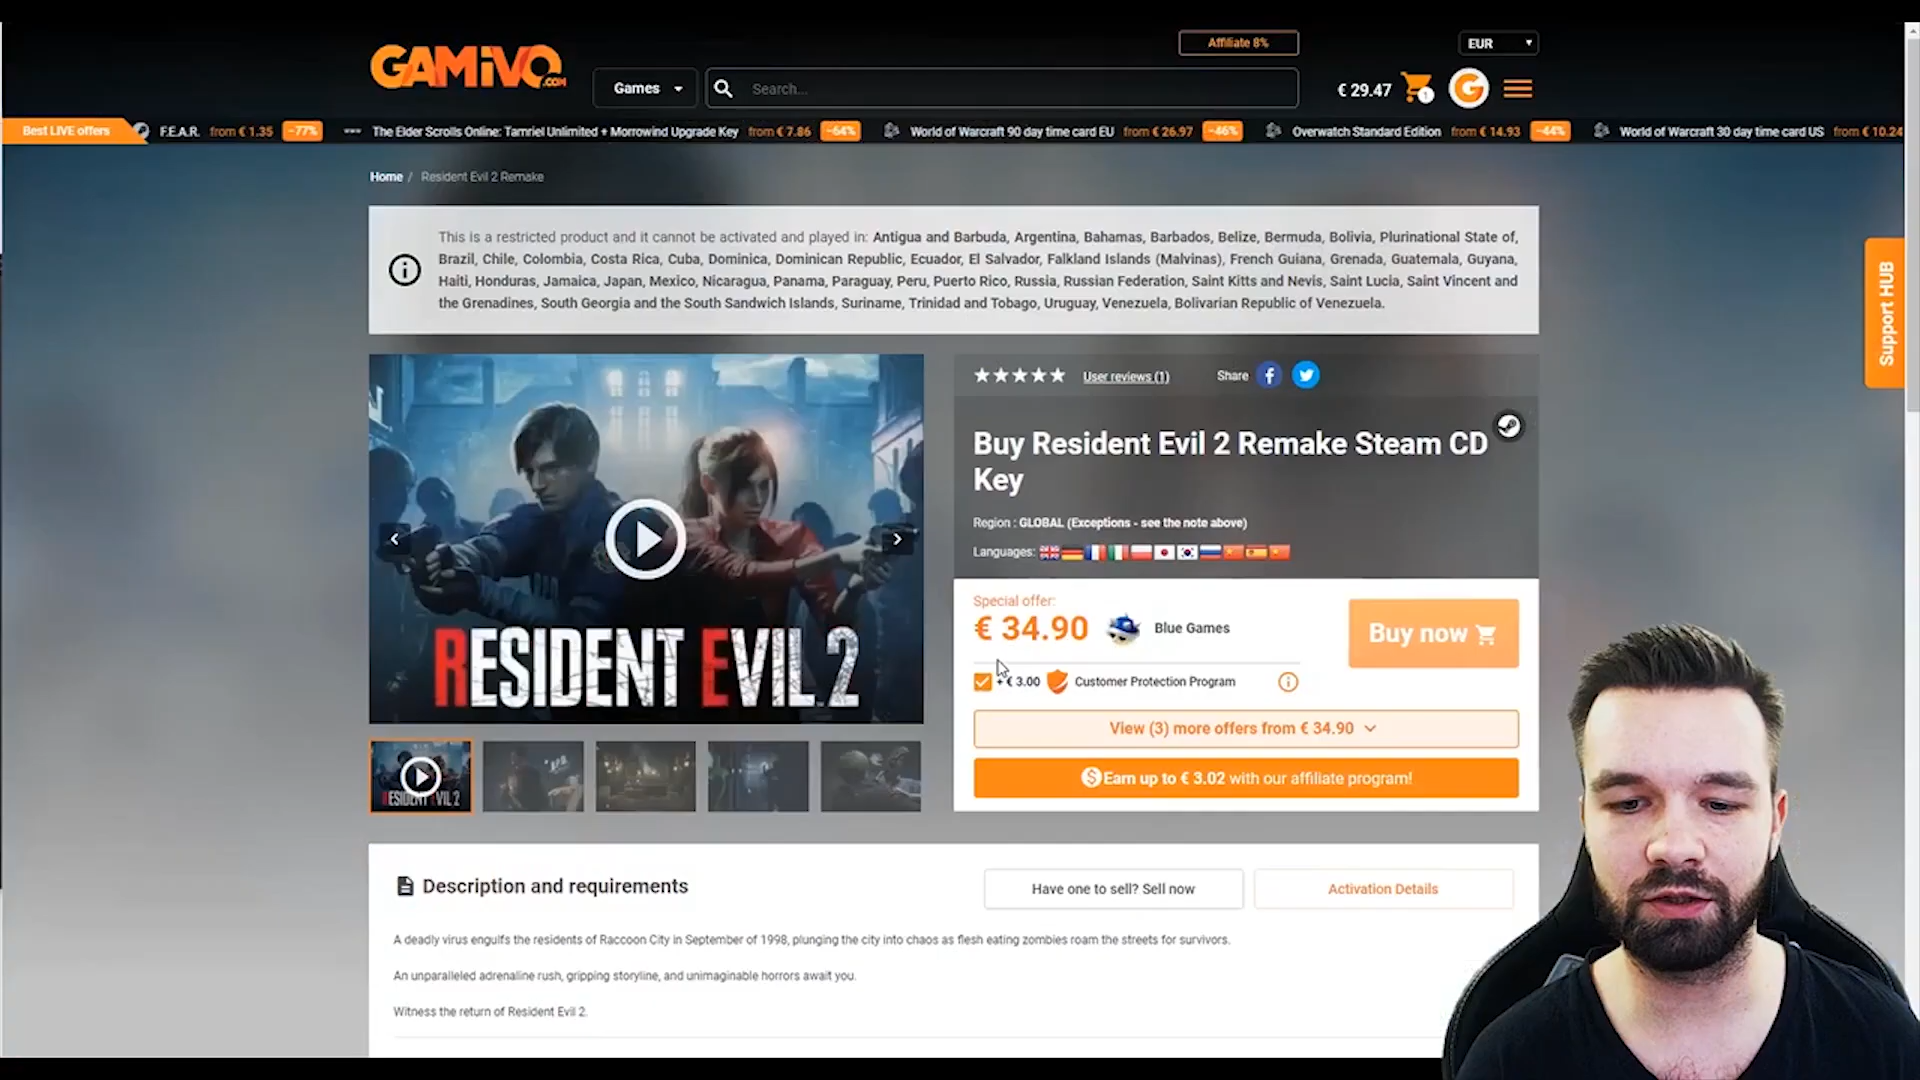 Affiliate 8%
EUR
GAMIVO.COM
Games
Search...
€ 29.47
1
G
Best LIVE offers
F.E.A.R. from € 1.35 -77%
The Elder Scrolls Online: Tamriel Unlimited + Morrowind Upgrade Key from € 7.86 -64%
World of Warcraft 90 day time card EU from € 26.97 -46%
Overwatch Standard Edition from € 14.93 -44%
World of Warcraft 30 day time card US from € 10.24
Home / Resident Evil 2 Remake
This is a restricted product and it cannot be activated and played in: Antigua and Barbuda, Argentina, Bahamas, Barbados, Belize, Bermuda, Bolivia, Plurinational State of,
Brazil, Chile, Colombia, Costa Rica, Cuba, Dominica, Dominican Republic, Ecuador, El Salvador, Falkland Islands (Malvinas), French Guiana, Grenada, Guatemala, Guyana,
Haiti, Honduras, Jamaica, Japan, Mexico, Nicaragua, Panama, Paraguay, Peru, Puerto Rico, Russia, Russian Federation, Saint Kitts and Nevis, Saint Lucia, Saint Vincent and
the Grenadines, South Georgia and the South Sandwich Islands, Suriname, Trinidad and Tobago, Uruguay, Venezuela, Bolivarian Republic of Venezuela.
Support HUB
RESIDENT EVIL 2
RESIDENT EVIL 2
User reviews (1)
Share
Buy Resident Evil 2 Remake Steam CD
Key
Region : GLOBAL (Exceptions - see the note above)
Languages:
Special offer:
€ 34.90
Blue Games
Buy now
+ € 3.00 Customer Protection Program
View (3) more offers from € 34.90
Earn up to € 3.02 with our affiliate program!
Description and requirements
Have one to sell? Sell now
Activation Details
A deadly virus engulfs the residents of Raccoon City in September of 1998, plunging the city into chaos as flesh eating zombies roam the streets for survivors.
An unparalleled adrenaline rush, gripping storyline, and unimaginable horrors await you.
Witness the return of Resident Evil 2.